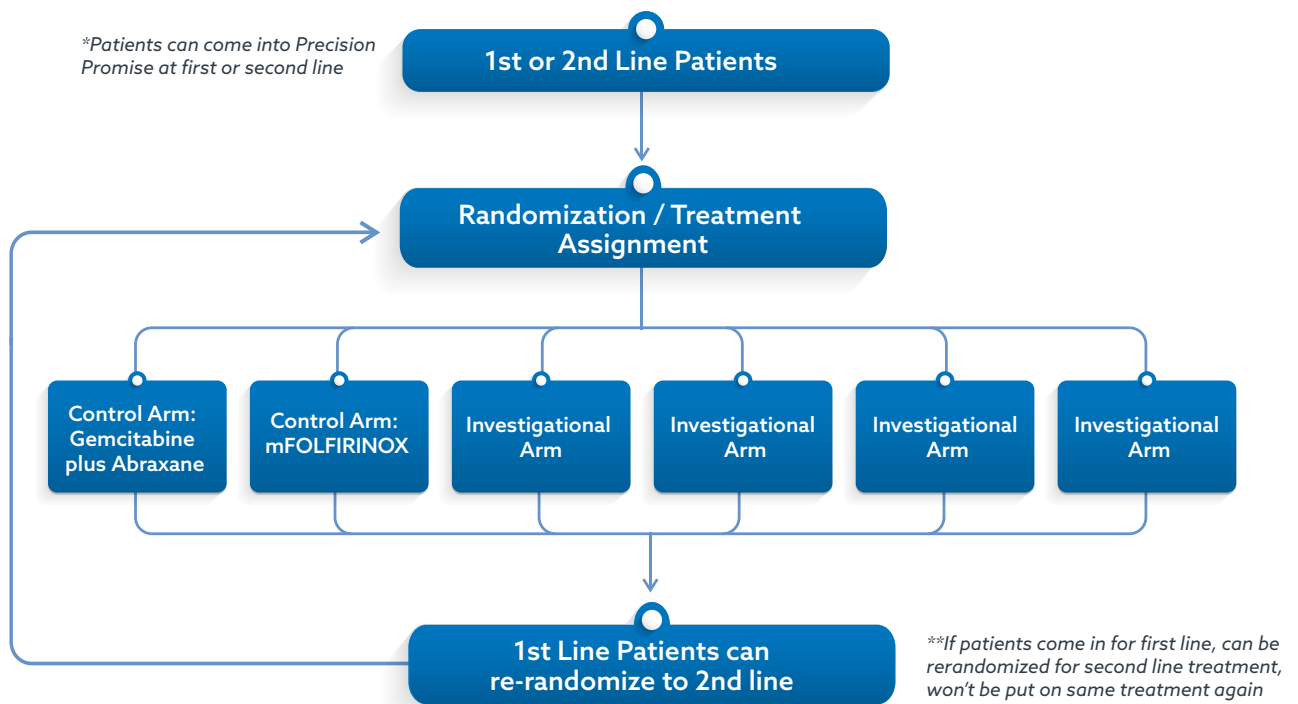 *Patients can come into Precision
Promise at first or second line
1st or 2nd Line Patients
Randomization / Treatment
Assignment
Control Arm:
Gemcitabine
plus Abraxane
Control Arm:
mFOLFIRINOX
Investigational
Arm
Investigational
Arm
Investigational
Arm
Investigational
Arm
1st Line Patients can
re-randomize to 2nd line
**If patients come in for first line, can be
rerandomized for second line treatment,
won't be put on same treatment again